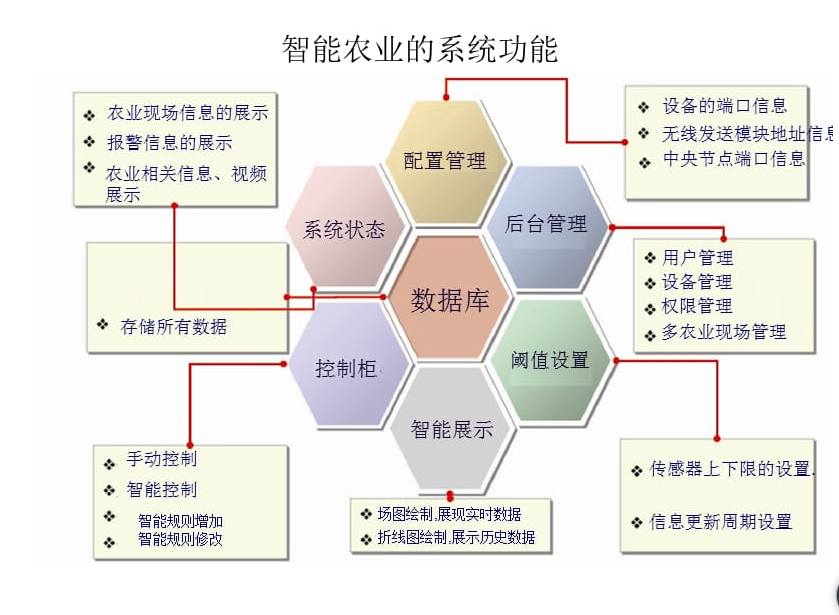 智能农业的系统功能
农业现场信息的展示
报警信息的展示
农业相关信息、视频
展示
设备的端口信息
无线发送模块地址信息
中央节点端口信息
配置管理
系统状态
后台管理
用户管理
设备管理
权限管理
多农业现场管理
存储所有数据
数据库
控制柜
阈值设置
智能展示
手动控制
智能控制
智能规则增加
智能规则修改
场图绘制,展现实时数据
折线图绘制,展示历史数据
传感器上下限的设置.
信息更新周期设置